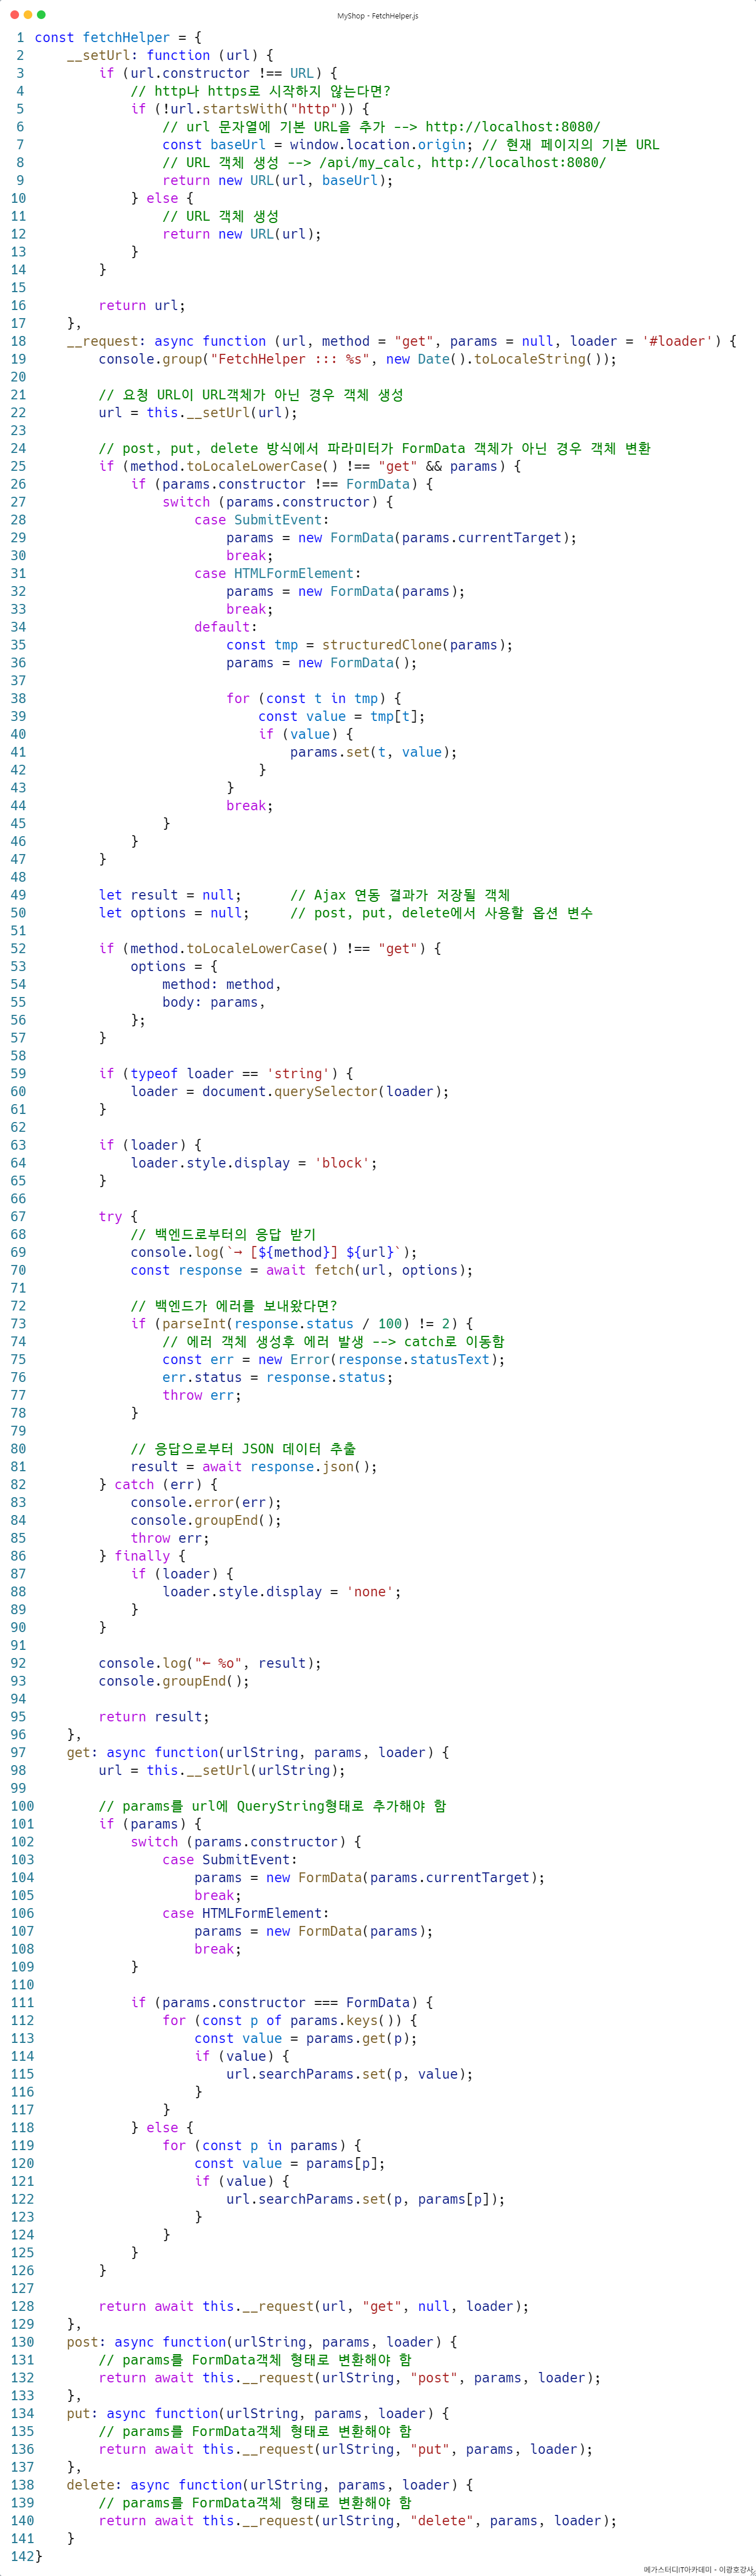 MyShop - FetchHelper.js
1 const fetchHelper = {
2     __setUrl: function (url) {
3         if (url.constructor !== URL) {
4             // http나 https로 시작하지 않는다면?
5             if (!url.startsWith("http")) {
6                 // url 문자열에 기본 URL을 추가 --> http://localhost:8080/
7                 const baseUrl = window.location.origin; // 현재 페이지의 기본 URL
8                 // URL 객체 생성 --> /api/my_calc, http://localhost:8080/
9                 return new URL(url, baseUrl);
10             } else {
11                 // URL 객체 생성
12                 return new URL(url);
13             }
14         }
15
16         return url;
17     },
18     __request: async function (url, method = "get", params = null, loader = '#loader') {
19         console.group("FetchHelper ::: %s", new Date().toLocaleString());
20
21         // 요청 URL이 URL객체가 아닌 경우 객체 생성
22         url = this.__setUrl(url);
23
24         // post, put, delete 방식에서 파라미터가 FormData 객체가 아닌 경우 객체 변환
25         if (method.toLocaleLowerCase() !== "get" && params) {
26             if (params.constructor !== FormData) {
27                 switch (params.constructor) {
28                     case SubmitEvent:
29                         params = new FormData(params.currentTarget);
30                         break;
31                     case HTMLFormElement:
32                         params = new FormData(params);
33                         break;
34                     default:
35                         const tmp = structuredClone(params);
36                         params = new FormData();
37
38                         for (const t in tmp) {
39                             const value = tmp[t];
40                             if (value) {
41                                 params.set(t, value);
42                             }
43                         }
44                         break;
45                 }
46             }
47         }
48
49         let result = null;      // Ajax 연동 결과가 저장될 객체
50         let options = null;     // post, put, delete에서 사용할 옵션 변수
51
52         if (method.toLocaleLowerCase() !== "get") {
53             options = {
54                 method: method,
55                 body: params,
56             };
57         }
58
59         if (typeof loader == 'string') {
60             loader = document.querySelector(loader);
61         }
62
63         if (loader) {
64             loader.style.display = 'block';
65         }
66
67         try {
68             // 백엔드로부터의 응답 받기
69             console.log(`→ [${method}] ${url}`);
70             const response = await fetch(url, options);
71
72             // 백엔드가 에러를 보내왔다면?
73             if (parseInt(response.status / 100) != 2) {
74                 // 에러 객체 생성후 에러 발생 --> catch로 이동함
75                 const err = new Error(response.statusText);
76                 err.status = response.status;
77                 throw err;
78             }
79
80             // 응답으로부터 JSON 데이터 추출
81             result = await response.json();
82         } catch (err) {
83             console.error(err);
84             console.groupEnd();
85             throw err;
86         } finally {
87             if (loader) {
88                 loader.style.display = 'none';
89             }
90         }
91
92         console.log("← %o", result);
93         console.groupEnd();
94
95         return result;
96     },
97     get: async function(urlString, params, loader) {
98         url = this.__setUrl(urlString);
99
100         // params를 url에 QueryString형태로 추가해야 함
101         if (params) {
102             switch (params.constructor) {
103                 case SubmitEvent:
104                     params = new FormData(params.currentTarget);
105                     break;
106                 case HTMLFormElement:
107                     params = new FormData(params);
108                     break;
109             }
110
111             if (params.constructor === FormData) {
112                 for (const p of params.keys()) {
113                     const value = params.get(p);
114                     if (value) {
115                         url.searchParams.set(p, value);
116                     }
117                 }
118             } else {
119                 for (const p in params) {
120                     const value = params[p];
121                     if (value) {
122                         url.searchParams.set(p, params[p]);
123                     }
124                 }
125             }
126         }
127
128         return await this.__request(url, "get", null, loader);
129     },
130     post: async function(urlString, params, loader) {
131         // params를 FormData객체 형태로 변환해야 함
132         return await this.__request(urlString, "post", params, loader);
133     },
134     put: async function(urlString, params, loader) {
135         // params를 FormData객체 형태로 변환해야 함
136         return await this.__request(urlString, "put", params, loader);
137     },
138     delete: async function(urlString, params, loader) {
139         // params를 FormData객체 형태로 변환해야 함
140         return await this.__request(urlString, "delete", params, loader);
141     }
142 }
메가스터디IT아카데미 - 이광호강사